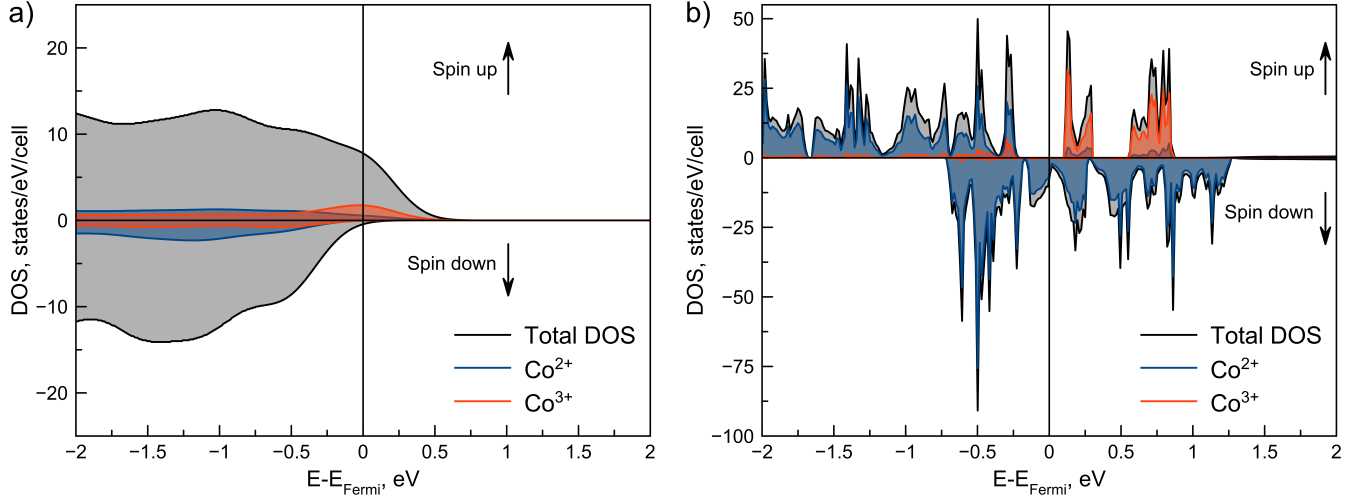 a)
DOS, states/eV/cell
20
10
0
−10
−20
Spin up
Spin down
Total DOS
Co²⁺
Co³⁺
−2 −1.5 −1 −0.5 0 0.5 1 1.5 2
E-E_Fermi, eV
b)
DOS, states/eV/cell
50
25
0
−25
−50
−75
−100
Spin up
Spin down
Total DOS
Co²⁺
Co³⁺
−2 −1.5 −1 −0.5 0 0.5 1 1.5 2
E-E_Fermi, eV